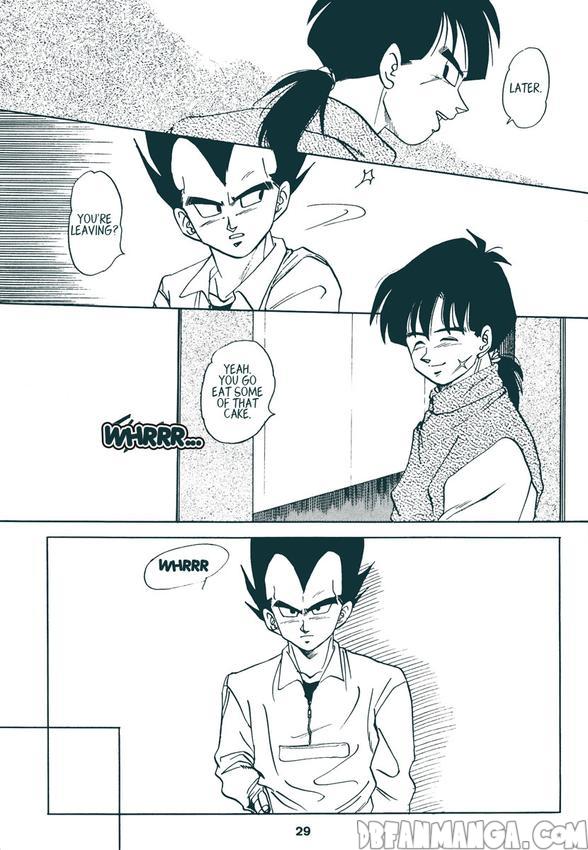 LATER.
YOU'RE
LEAVING?
YEAH.
YOU GO
EAT SOME
OF THAT
CAKE.
WHRRR...
WHRRR
29
DBFANMANGA.COM